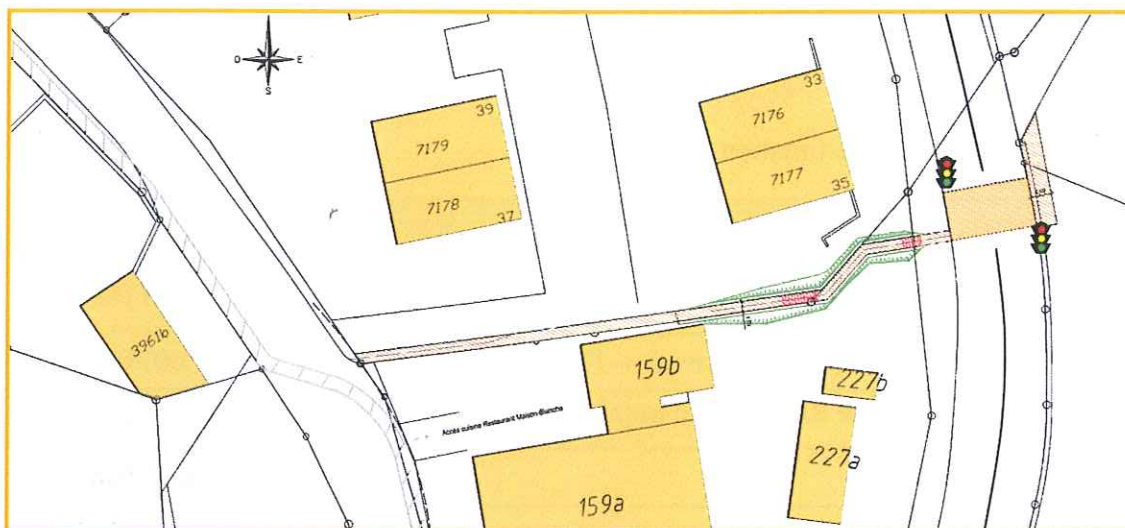 O E
S
39
7179
7178
37
33
7176
7177
35
3961b
159b
227b
227a
159a
Accès cuisine Restaurant Maison-Blanche